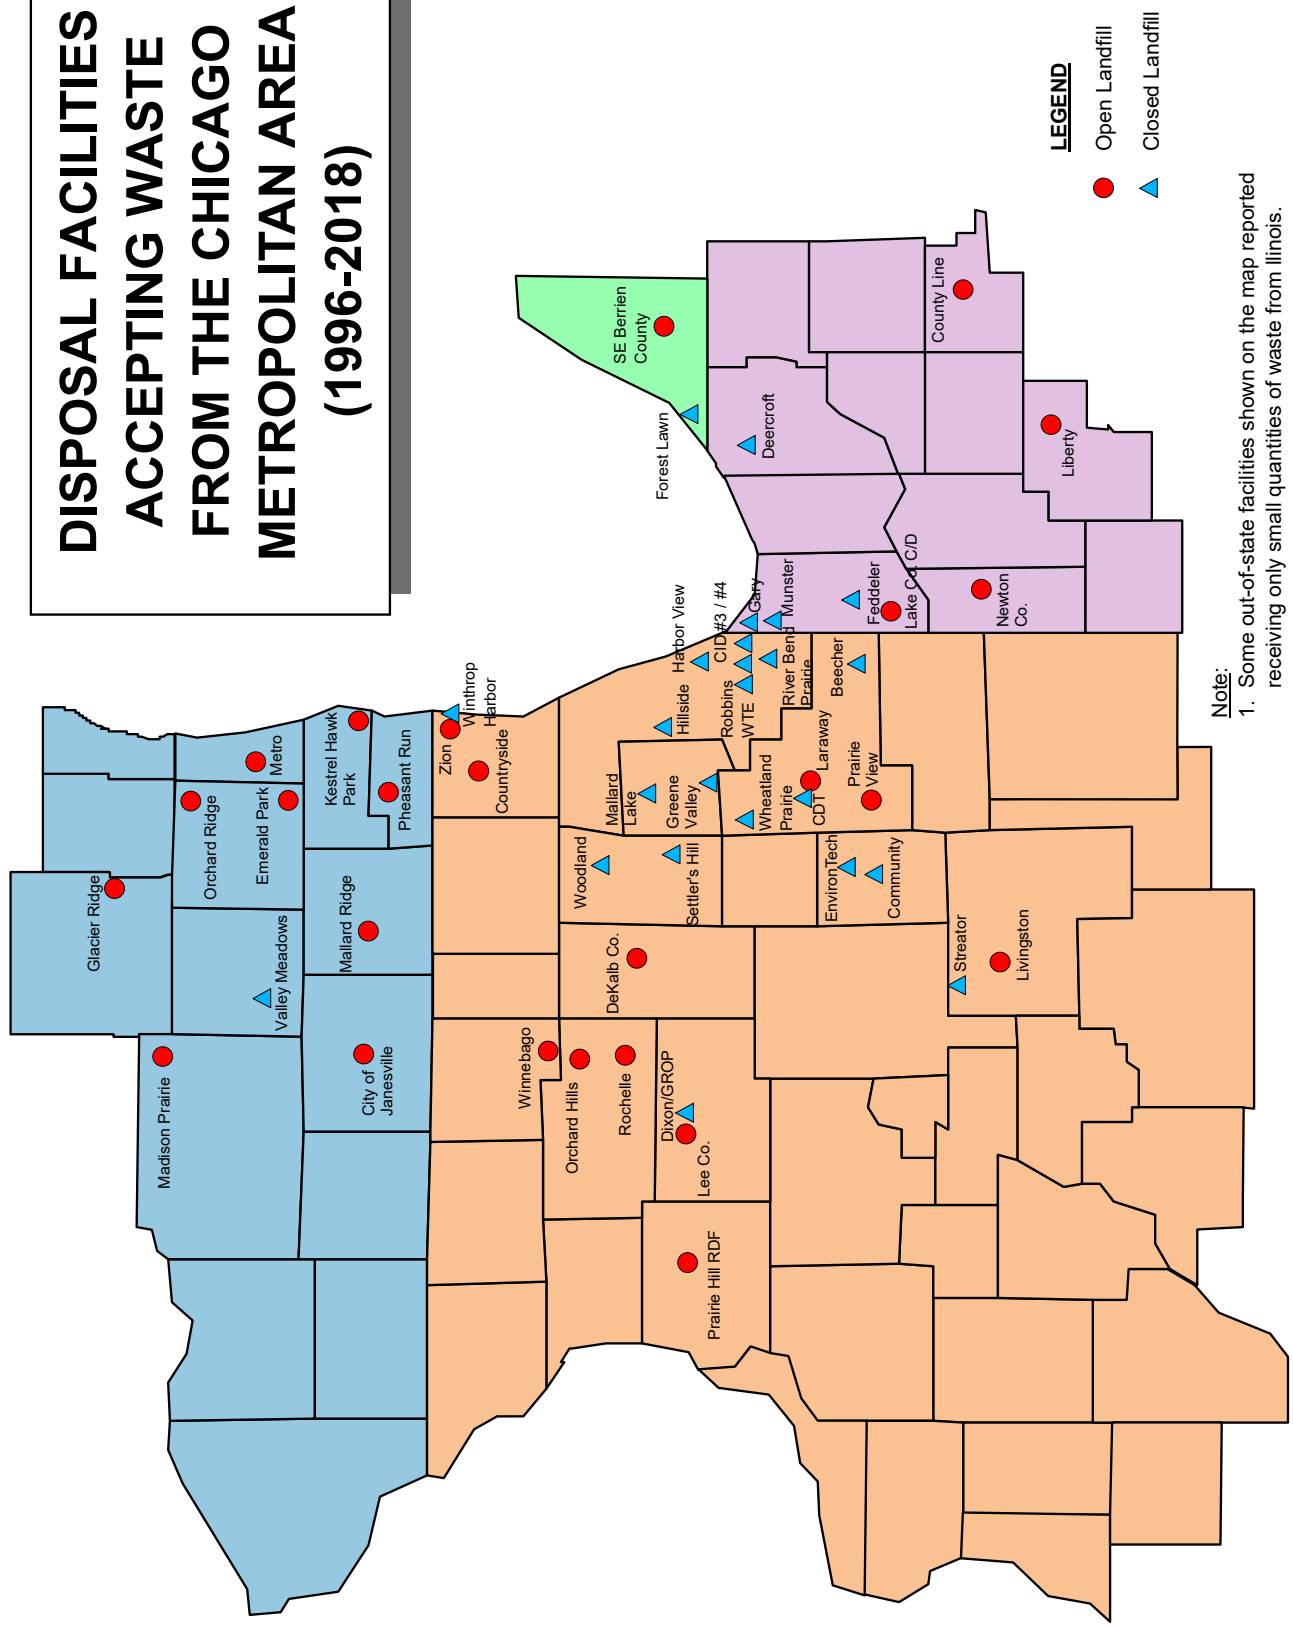 DISPOSAL FACILITIES
ACCEPTING WASTE
FROM THE CHICAGO
METROPOLITAN AREA
(1996-2018)
Glacier Ridge
Madison Prairie
Orchard Ridge
Metro
Emerald Park
Valley Meadows
Kestrel Hawk
Park
Pheasant Run
Mallard Ridge
City of
Janesville
Zion
Winthrop
Harbor
Countryside
Winnebago
Orchard Hills
Rochelle
Dixon/GROP
Lee Co.
Prairie Hill RDF
DeKalb Co.
Woodland
Settler's Hill
Mallard
Lake
Greene
Valley
Hillside
Harbor View
CID #3 / #4
Robbins
WTE
River Bend
Prairie
Wheatland
Prairie
CDT
Laraway
Prairie
View
Beecher
EnvironTech
Community
Streator
Livingston
Gary
Munster
Feddeler
Lake Co. C/D
Newton
Co.
Forest Lawn
SE Berrien
County
Deercroft
County Line
Liberty
LEGEND
Open Landfill
Closed Landfill
Note:
1. Some out-of-state facilities shown on the map reported
receiving only small quantities of waste from Ilinois.